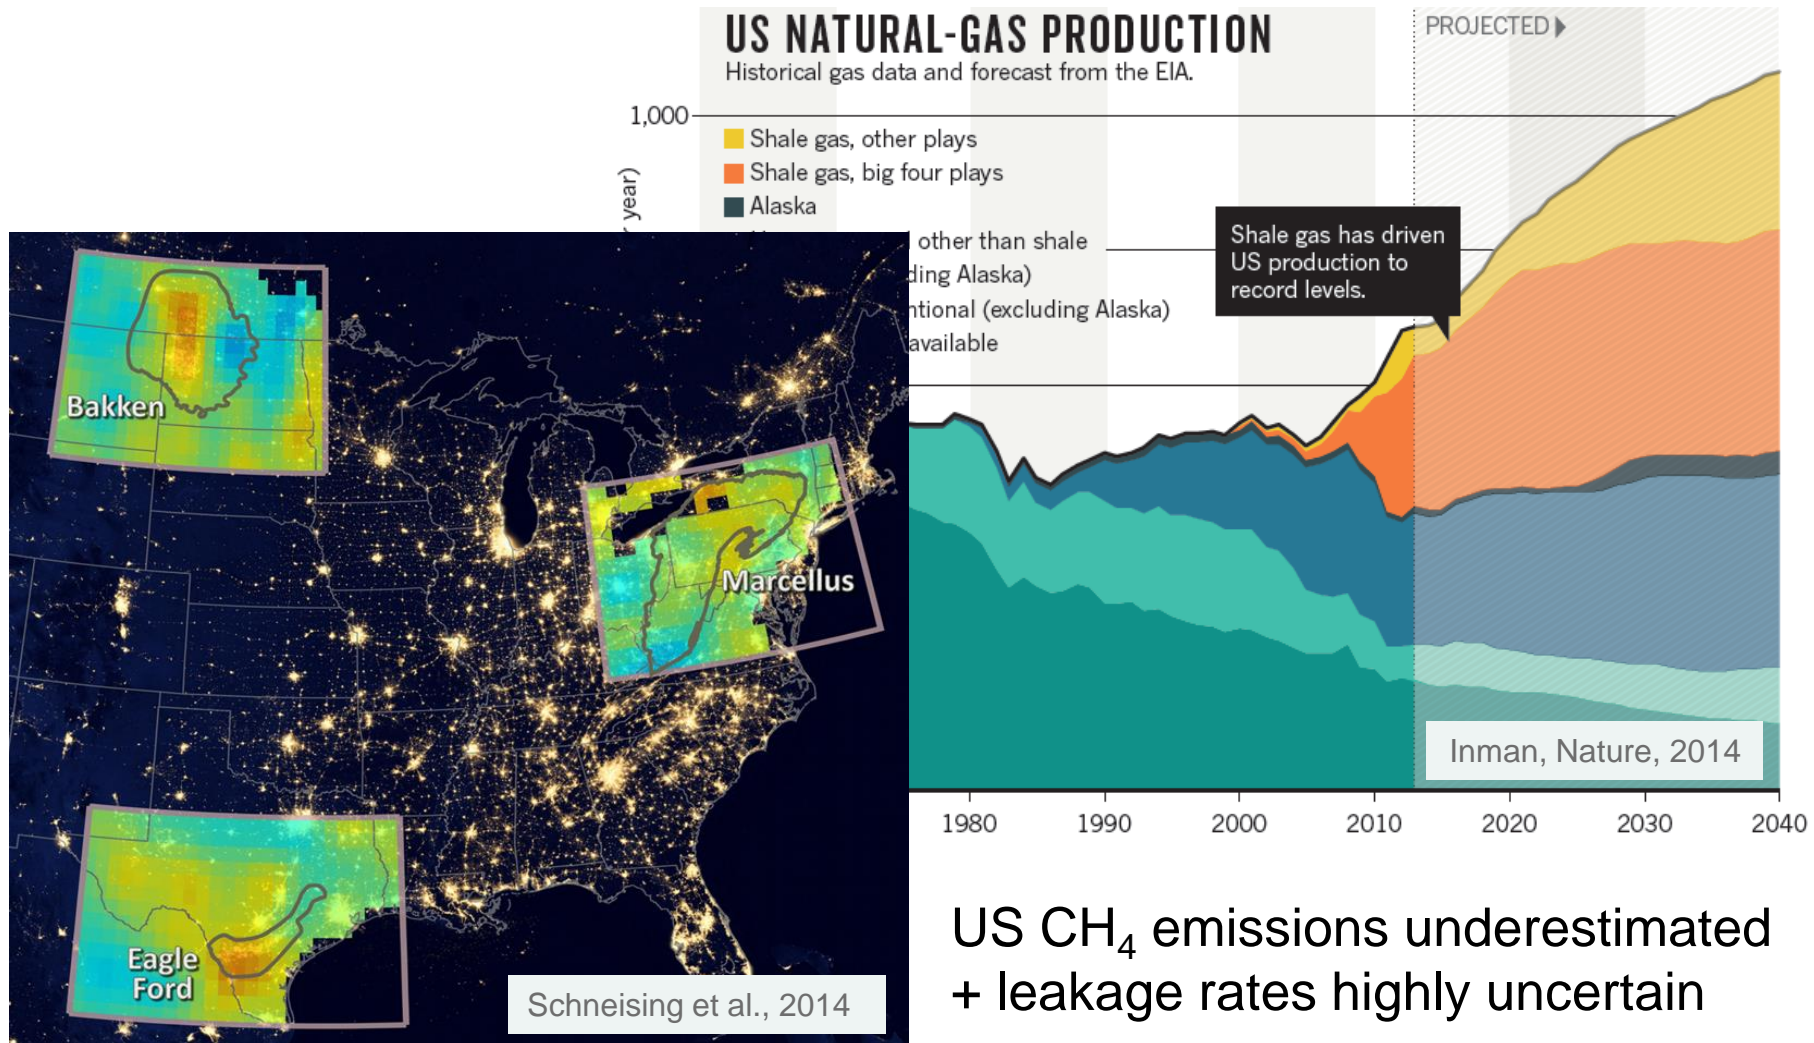 US NATURAL-GAS PRODUCTION
Historical gas data and forecast from the EIA.
PROJECTED
1,000
Shale gas, other plays
Shale gas, big four plays
Alaska
year)
other than shale
ding Alaska)
ntional (excluding Alaska)
available
Shale gas has driven
US production to
record levels.
Bakken
Marcellus
Eagle
Ford
Schneising et al., 2014
Inman, Nature, 2014
1980 1990 2000 2010 2020 2030 2040
US CH₄ emissions underestimated
+ leakage rates highly uncertain